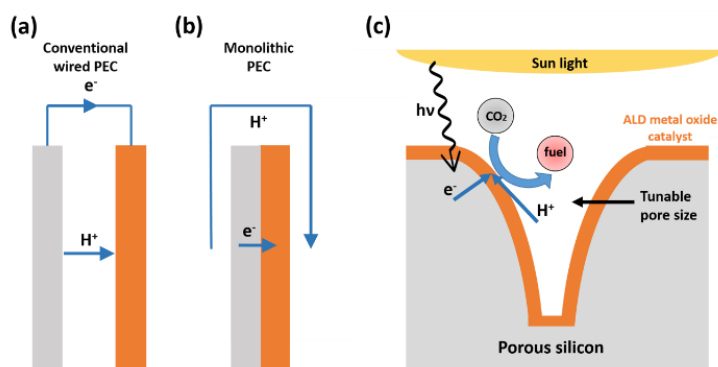 (a)
Conventional
wired PEC
e⁻
H⁺
(b)
Monolithic
PEC
H⁺
e⁻
(c)
Sun light
hν
CO₂
fuel
ALD metal oxide
catalyst
e⁻
H⁺
Tunable
pore size
Porous silicon